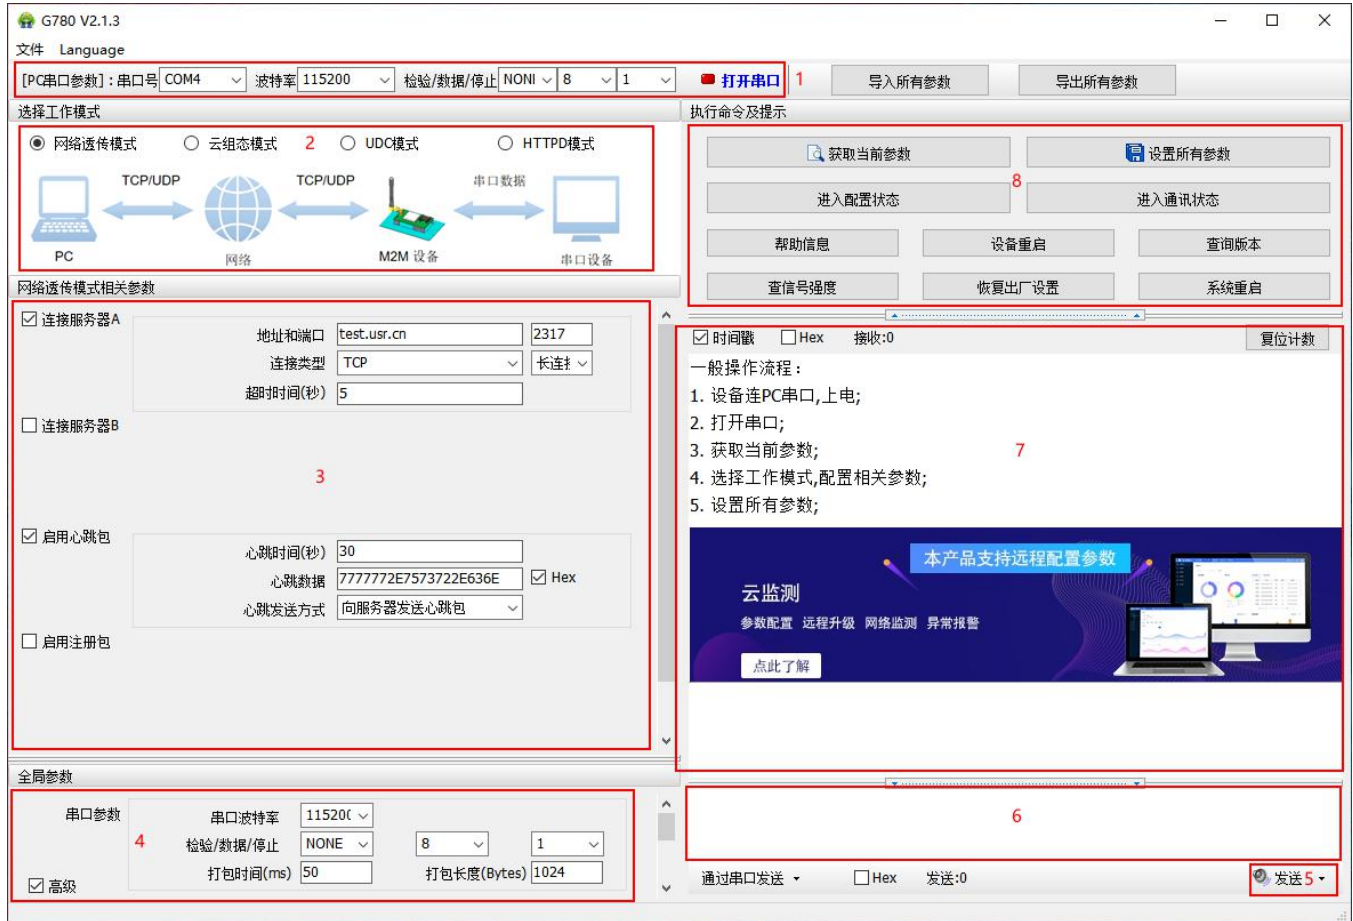 G780 V2.1.3
文件 Language
[PC串口参数]：串口号 COM4 波特率 115200 检验/数据/停止 NONI 8 1 打开串口 1 导入所有参数 导出所有参数
选择工作模式
网络透传模式 云组态模式 2 UDC模式 HTTPD模式
TCP/UDP TCP/UDP 串口数据
PC 网络 M2M 设备 串口设备
网络透传模式相关参数
连接服务器A
地址和端口 test.usr.cn 2317
连接类型 TCP 长连接
超时时间(秒) 5
连接服务器B
3
启用心跳包
心跳时间(秒) 30
心跳数据 7777772E7573722E636E Hex
心跳发送方式 向服务器发送心跳包
启用注册包
全局参数
串口参数 串口波特率 115200
4 检验/数据/停止 NONE 8 1
打包时间(ms) 50 打包长度(Bytes) 1024
高级
执行命令及提示
获取当前参数 设置所有参数
8
进入配置状态 进入通讯状态
帮助信息 设备重启 查询版本
查信号强度 恢复出厂设置 系统重启
时间戳 Hex 接收:0 复位计数
一般操作流程：
1. 设备连PC串口,上电;
2. 打开串口;
3. 获取当前参数; 7
4. 选择工作模式,配置相关参数;
5. 设置所有参数;
本产品支持远程配置参数
云监测
参数配置 远程升级 网络监测 异常报警
点此了解
6
通过串口发送 Hex 发送:0 发送 5